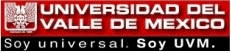 UNIVERSIDAD DEL
VALLE DE MEXICO
Soy universal. Soy UVM.